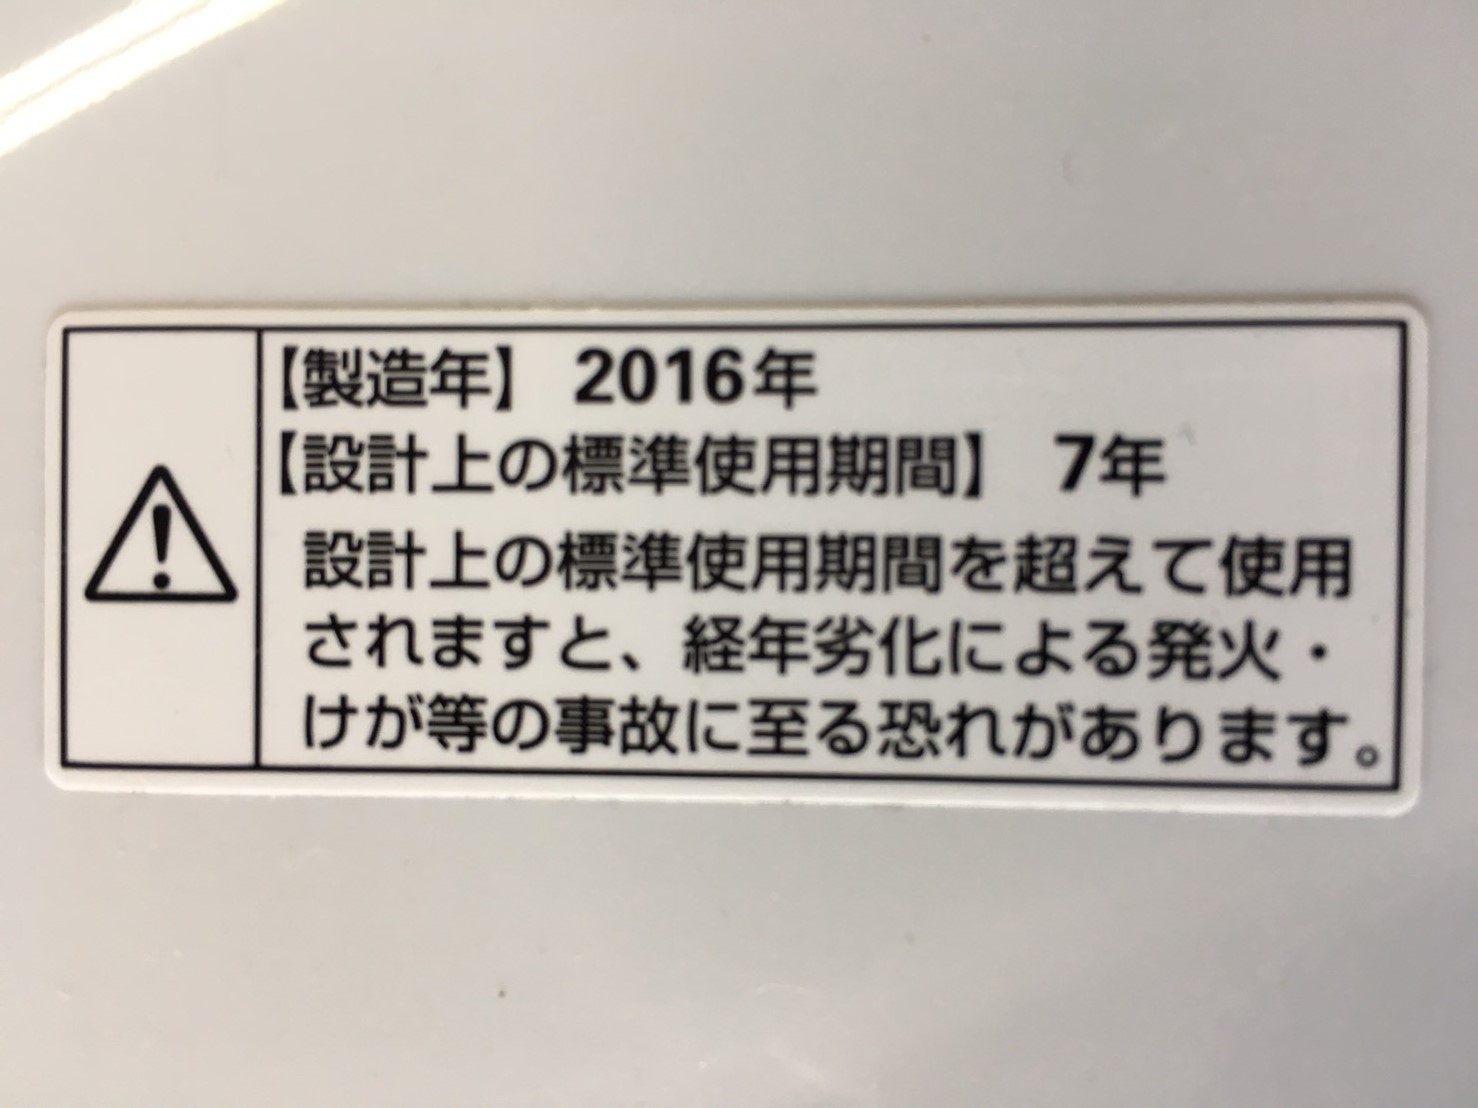 【製造年】 2016年
【設計上の標準使用期間】 7年
設計上の標準使用期間を超えて使用
されますと、経年劣化による発火・
けが等の事故に至る恐れがあります。